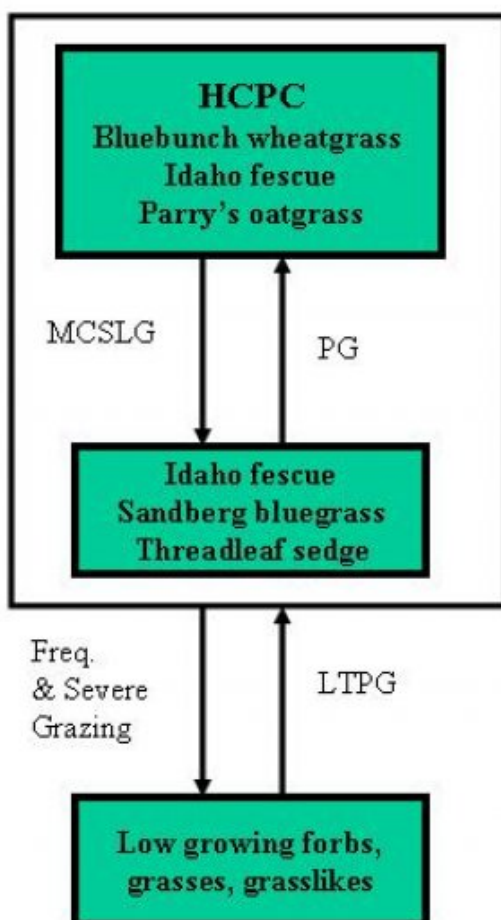 HCPC
Bluebunch wheatgrass
Idaho fescue
Parry's oatgrass
MCSLG
PG
Idaho fescue
Sandberg bluegrass
Threadleaf sedge
Freq.
& Severe
Grazing
LTPG
Low growing forbs,
grasses, grasslikes